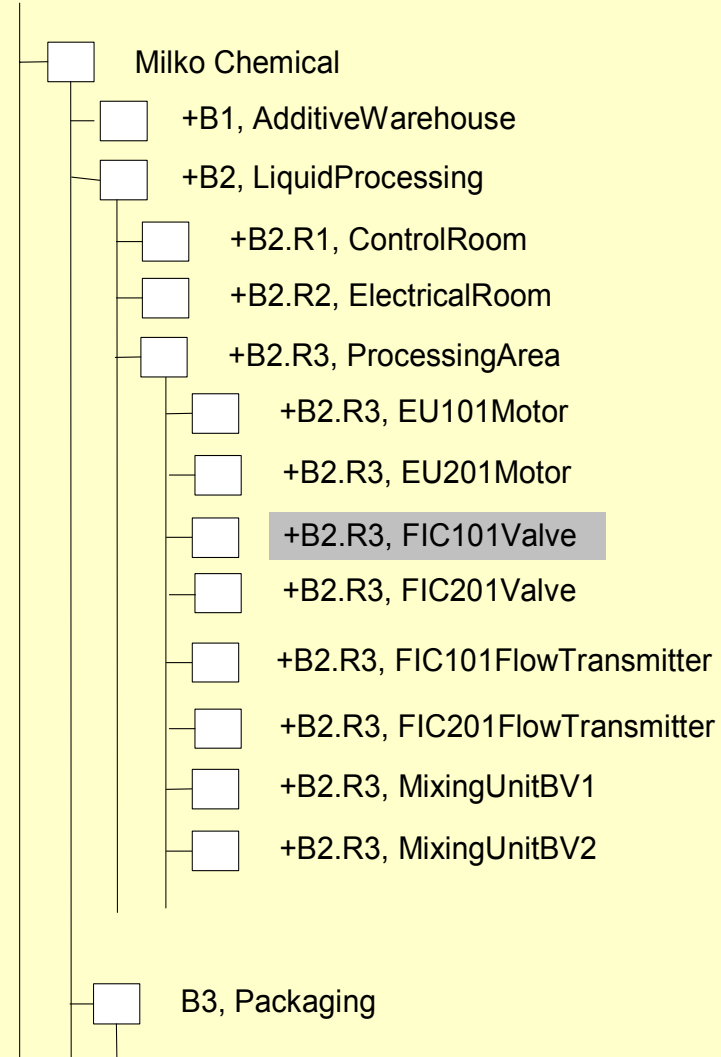 Milko Chemical
+B1, AdditiveWarehouse
+B2, LiquidProcessing
+B2.R1, ControlRoom
+B2.R2, ElectricalRoom
+B2.R3, ProcessingArea
+B2.R3, EU101Motor
+B2.R3, EU201Motor
+B2.R3, FIC101Valve
+B2.R3, FIC201Valve
+B2.R3, FIC101FlowTransmitter
+B2.R3, FIC201FlowTransmitter
+B2.R3, MixingUnitBV1
+B2.R3, MixingUnitBV2
B3, Packaging